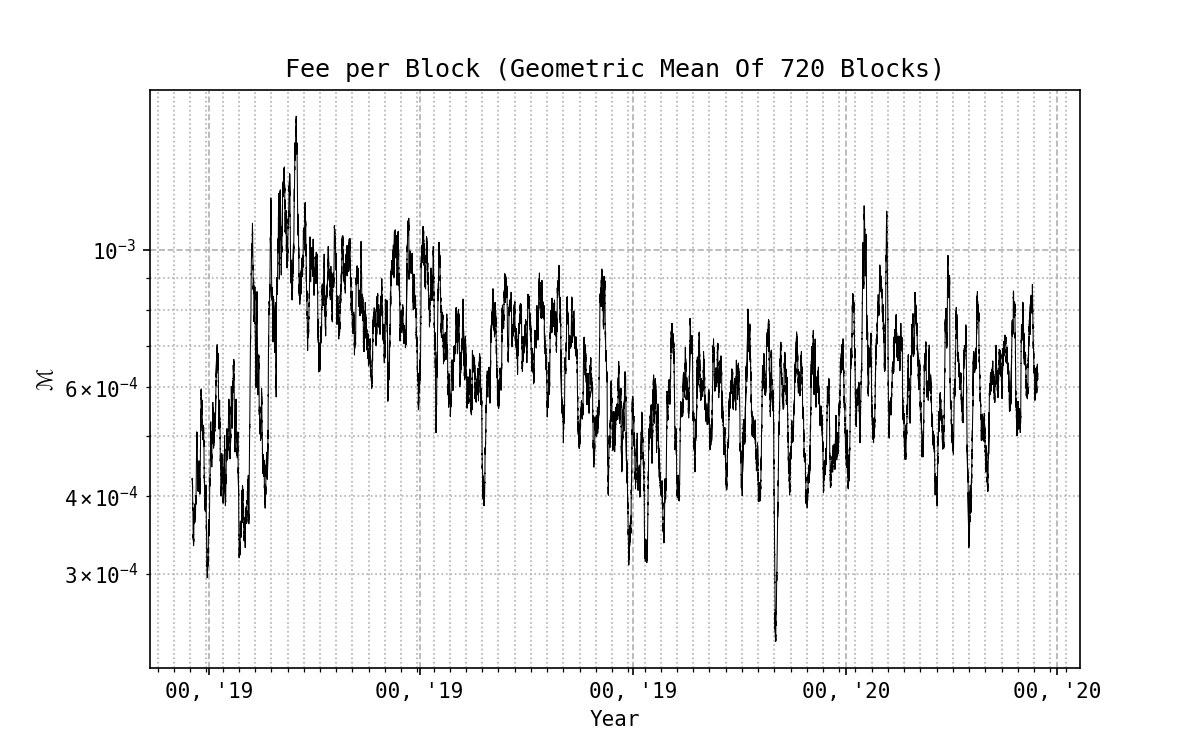 Fee per Block (Geometric Mean Of 720 Blocks)
ℳ
10⁻³
6×10⁻⁴
4×10⁻⁴
3×10⁻⁴
00, '19 00, '19 00, '19 00, '20 00, '20
Year